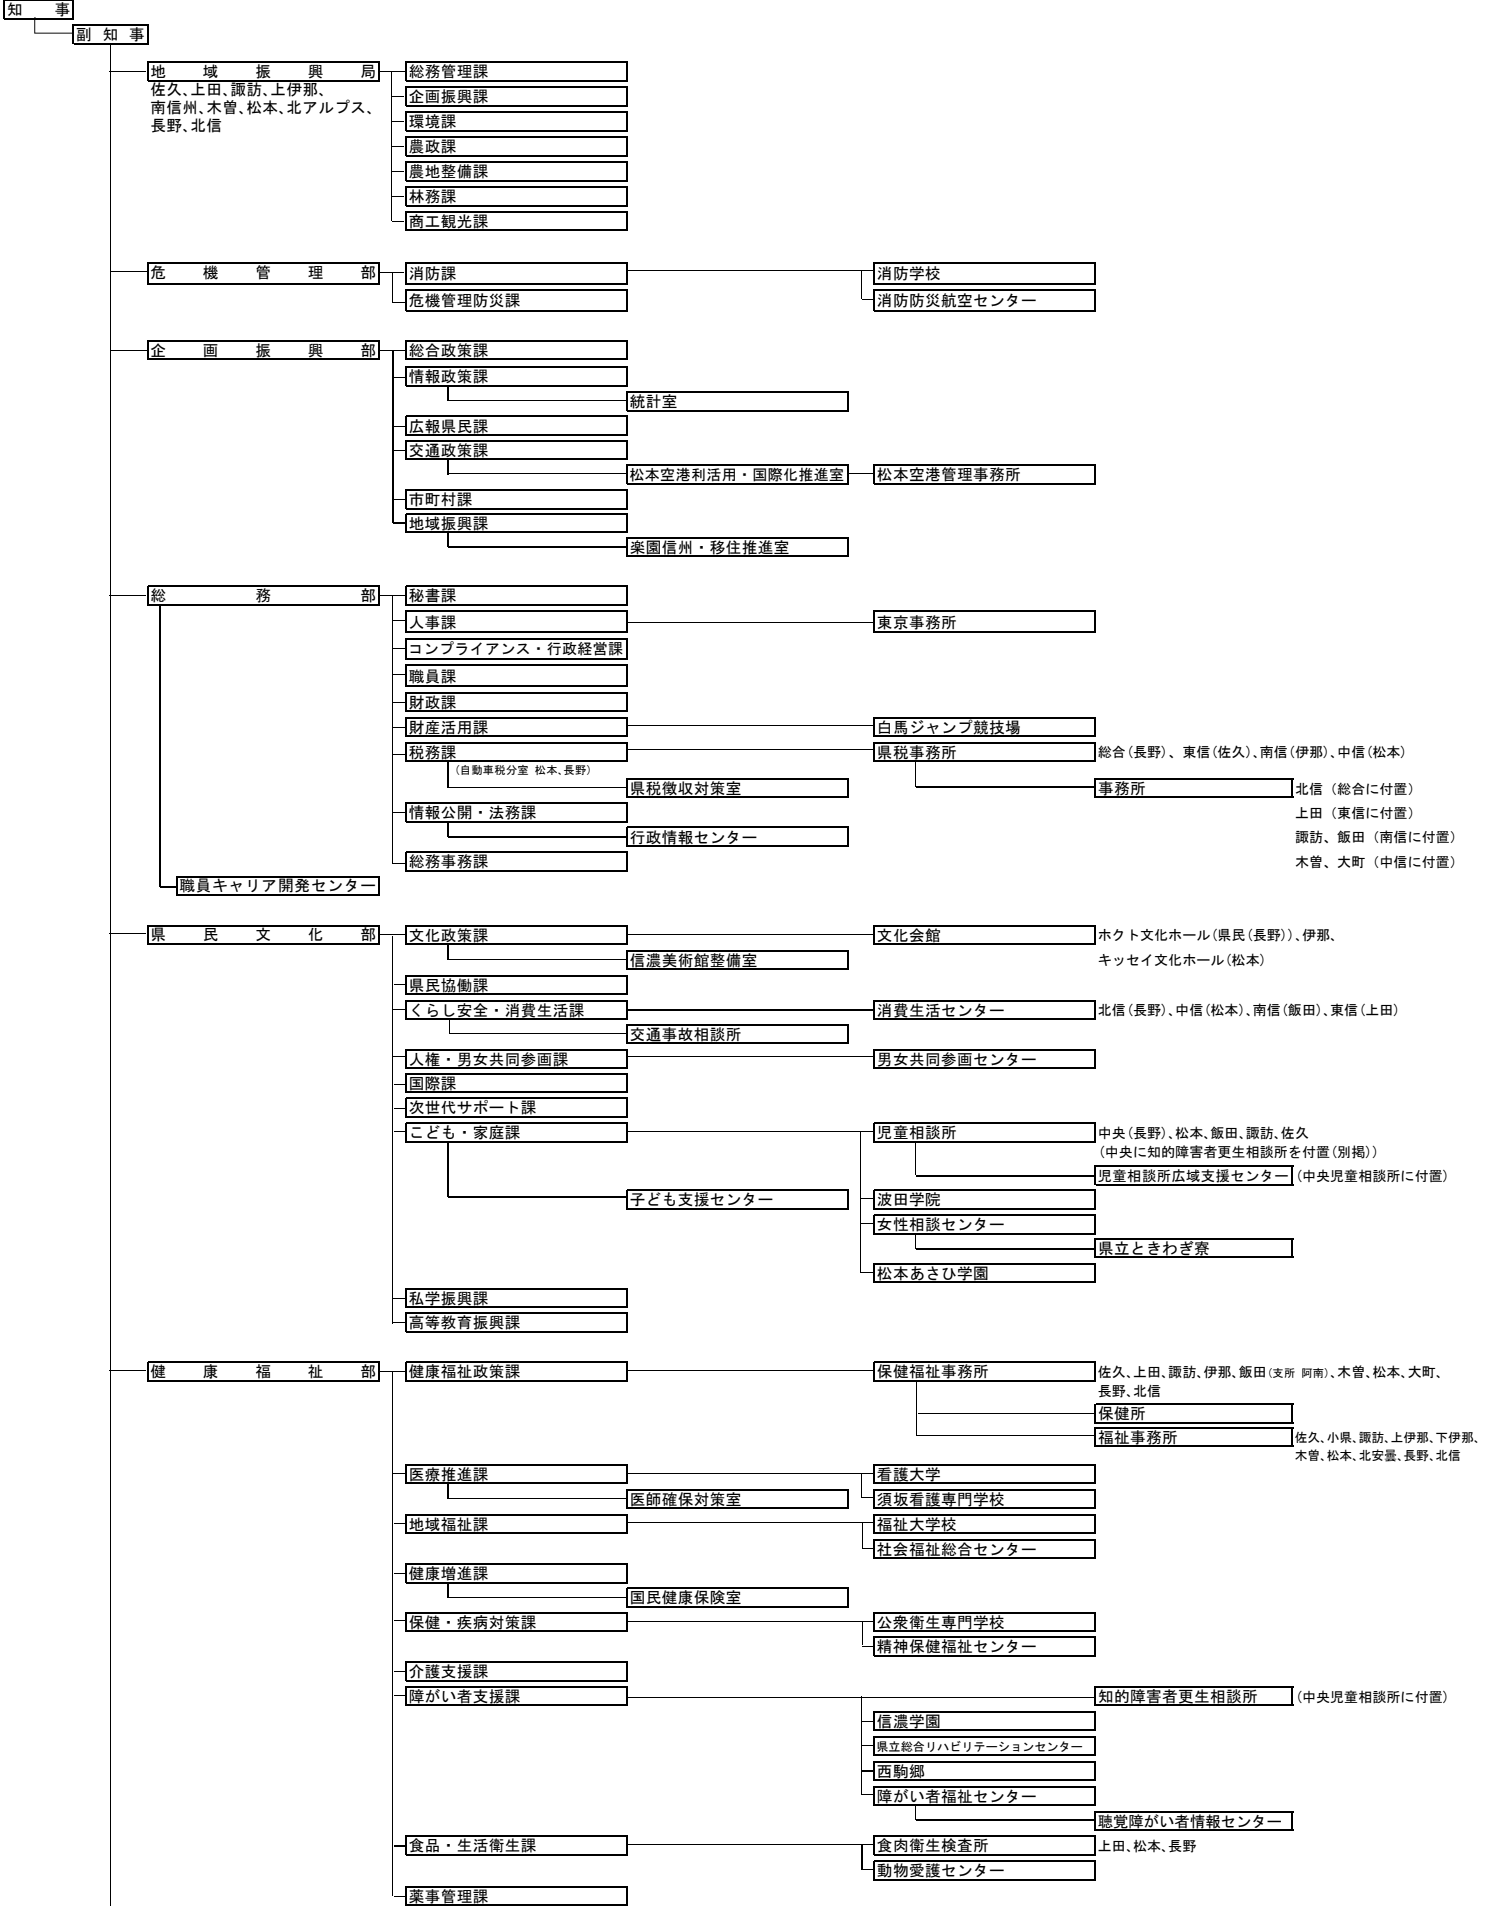 知事
副知事
地域振興局
総務管理課
佐久、上田、諏訪、上伊那、
南信州、木曽、松本、北アルプス、
長野、北信
企画振興課
環境課
農政課
農地整備課
林務課
商工観光課
危機管理部
消防課
消防学校
危機管理防災課
消防防災航空センター
企画振興部
総合政策課
情報政策課
統計室
広報県民課
交通政策課
松本空港利活用・国際化推進室
松本空港管理事務所
市町村課
地域振興課
楽園信州・移住推進室
総務部
秘書課
人事課
東京事務所
コンプライアンス・行政経営課
職員課
財政課
財産活用課
白馬ジャンプ競技場
税務課
県税事務所
総合(長野)、東信(佐久)、南信(伊那)、中信(松本)
(自動車税分室 松本、長野)
県税徴収対策室
事務所
北信(総合に付置)
情報公開・法務課
上田(東信に付置)
行政情報センター
諏訪、飯田(南信に付置)
総務事務課
木曽、大町(中信に付置)
職員キャリア開発センター
県民文化部
文化政策課
文化会館
ホクト文化ホール(県民(長野))、伊那、
キッセイ文化ホール(松本)
信濃美術館整備室
県民協働課
くらし安全・消費生活課
消費生活センター
北信(長野)、中信(松本)、南信(飯田)、東信(上田)
交通事故相談所
人権・男女共同参画課
男女共同参画センター
国際課
次世代サポート課
こども・家庭課
児童相談所
中央(長野)、松本、飯田、諏訪、佐久
(中央に知的障害者更生相談所を付置(別掲))
児童相談所広域支援センター
(中央児童相談所に付置)
子ども支援センター
波田学院
女性相談センター
県立ときわぎ寮
松本あさひ学園
私学振興課
高等教育振興課
健康福祉部
健康福祉政策課
保健福祉事務所
佐久、上田、諏訪、伊那、飯田(支所 阿南)、木曽、松本、大町、
長野、北信
保健所
福祉事務所
佐久、小県、諏訪、上伊那、下伊那、
木曽、松本、北安曇、長野、北信
医療推進課
看護大学
医師確保対策室
須坂看護専門学校
地域福祉課
福祉大学校
社会福祉総合センター
健康増進課
国民健康保険室
保健・疾病対策課
公衆衛生専門学校
精神保健福祉センター
介護支援課
障がい者支援課
知的障害者更生相談所
(中央児童相談所に付置)
信濃学園
県立総合リハビリテーションセンター
西駒郷
障がい者福祉センター
聴覚障がい者情報センター
食品・生活衛生課
食肉衛生検査所
上田、松本、長野
動物愛護センター
薬事管理課